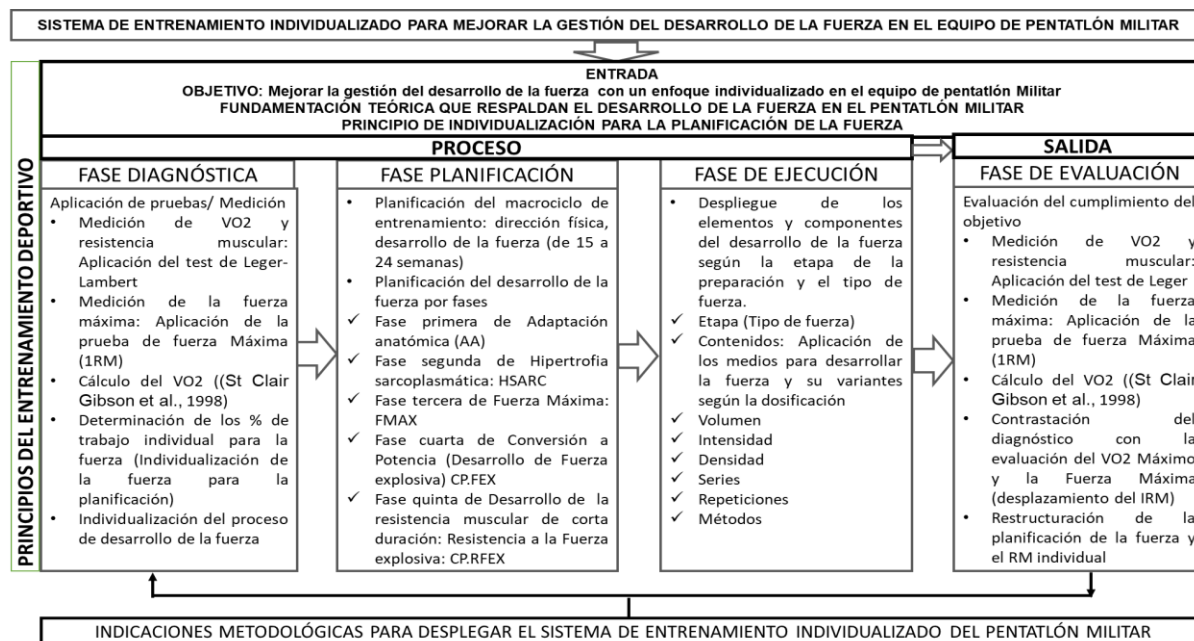 SISTEMA DE ENTRENAMIENTO INDIVIDUALIZADO PARA MEJORAR LA GESTIÓN DEL DESARROLLO DE LA FUERZA EN EL EQUIPO DE PENTATLÓN MILITAR
PRINCIPIOS DEL ENTRENAMIENTO DEPORTIVO
ENTRADA
OBJETIVO: Mejorar la gestión del desarrollo de la fuerza con un enfoque individualizado en el equipo de pentatlón Militar
FUNDAMENTACIÓN TEÓRICA QUE RESPALDAN EL DESARROLLO DE LA FUERZA EN EL PENTATLÓN MILITAR
PRINCIPIO DE INDIVIDUALIZACIÓN PARA LA PLANIFICACIÓN DE LA FUERZA
PROCESO
FASE DIAGNÓSTICA
Aplicación de pruebas/ Medición
• Medición de VO2 y
resistencia muscular:
Aplicación del test de Leger-
Lambert
• Medición de la fuerza
máxima: Aplicación de la
prueba de fuerza Máxima
(1RM)
• Cálculo del VO2 ((St Clair
Gibson et al., 1998)
• Determinación de los % de
trabajo individual para la
fuerza (Individualización de
la fuerza para la
planificación)
• Individualización del proceso
de desarrollo de la fuerza
FASE PLANIFICACIÓN
• Planificación del macrociclo de
entrenamiento: dirección física,
desarrollo de la fuerza (de 15 a
24 semanas)
• Planificación del desarrollo de la
fuerza por fases
✓ Fase primera de Adaptación
anatómica (AA)
✓ Fase segunda de Hipertrofia
sarcoplasmática: HSARC
✓ Fase tercera de Fuerza Máxima:
FMAX
✓ Fase cuarta de Conversión a
Potencia (Desarrollo de Fuerza
explosiva) CP.FEX
✓ Fase quinta de Desarrollo de la
resistencia muscular de corta
duración: Resistencia a la Fuerza
explosiva: CP.RFEX
FASE DE EJECUCIÓN
• Despliegue de los
elementos y componentes
del desarrollo de la fuerza
según la etapa de la
preparación y el tipo de
fuerza.
✓ Etapa (Tipo de fuerza)
✓ Contenidos: Aplicación de
los medios para desarrollar
la fuerza y su variantes
según la dosificación
✓ Volumen
✓ Intensidad
✓ Densidad
✓ Series
✓ Repeticiones
✓ Métodos
SALIDA
FASE DE EVALUACIÓN
Evaluación del cumplimiento del
objetivo
• Medición de VO2 y
resistencia muscular:
Aplicación del test de Leger
• Medición de la fuerza
máxima: Aplicación de la
prueba de fuerza Máxima
(1RM)
• Cálculo del VO2 ((St Clair
Gibson et al., 1998)
• Contrastación del
diagnóstico con la
evaluación del VO2 Máximo
y la Fuerza Máxima
(desplazamiento del IRM)
• Restructuración de la
planificación de la fuerza y
el RM individual
INDICACIONES METODOLÓGICAS PARA DESPLEGAR EL SISTEMA DE ENTRENAMIENTO INDIVIDUALIZADO DEL PENTATLÓN MILITAR